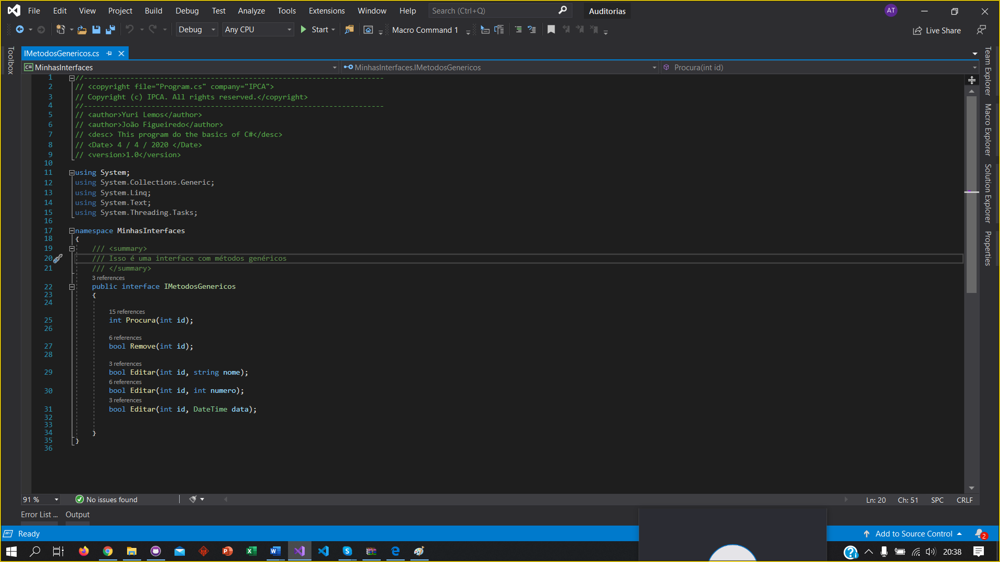 File Edit View Project Build Debug Test Analyze Tools Extensions Window Help Search (Ctrl+Q) Auditorias AT
Debug Any CPU Start Macro Command 1 Live Share
Toolbox
IMetodosGenericos.cs
MinhasInterfaces MinhasInterfaces.IMetodosGenericos Procura(int id)
1 //-----------------------------------------------------------------------
2 // <copyright file="Program.cs" company="IPCA">
3 // Copyright (c) IPCA. All rights reserved.</copyright>
4 //-----------------------------------------------------------------------
5 // <author>Yuri Lemos</author>
6 // <author>João Figueiredo</author>
7 // <desc> This program do the basics of C#</desc>
8 // <Date> 4 / 4 / 2020 </Date>
9 // <version>1.0</version>
10
11 using System;
12 using System.Collections.Generic;
13 using System.Linq;
14 using System.Text;
15 using System.Threading.Tasks;
16
17 namespace MinhasInterfaces
18 {
19 /// <summary>
20 /// Isso é uma interface com métodos genéricos
21 /// </summary>
3 references
22 public interface IMetodosGenericos
23 {
24
15 references
25 int Procura(int id);
26
6 references
27 bool Remove(int id);
28
3 references
29 bool Editar(int id, string nome);
6 references
30 bool Editar(int id, int numero);
3 references
31 bool Editar(int id, DateTime data);
32
33
34 }
35 }
36
Team Explorer
Macro Explorer
Solution Explorer
Properties
91 % No issues found Ln: 20 Ch: 51 SPC CRLF
Error List ... Output
Ready Add to Source Control 2
20:38